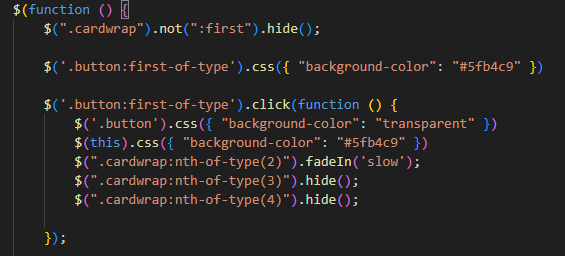 $(function () {
$(".cardwrap").not(":first").hide();
$('.button:first-of-type').css({ "background-color": "#5fb4c9" })
$('.button:first-of-type').click(function () {
$('.button').css({ "background-color": "transparent" })
$(this).css({ "background-color": "#5fb4c9" })
$(".cardwrap:nth-of-type(2)").fadeIn('slow');
$(".cardwrap:nth-of-type(3)").hide();
$(".cardwrap:nth-of-type(4)").hide();
});